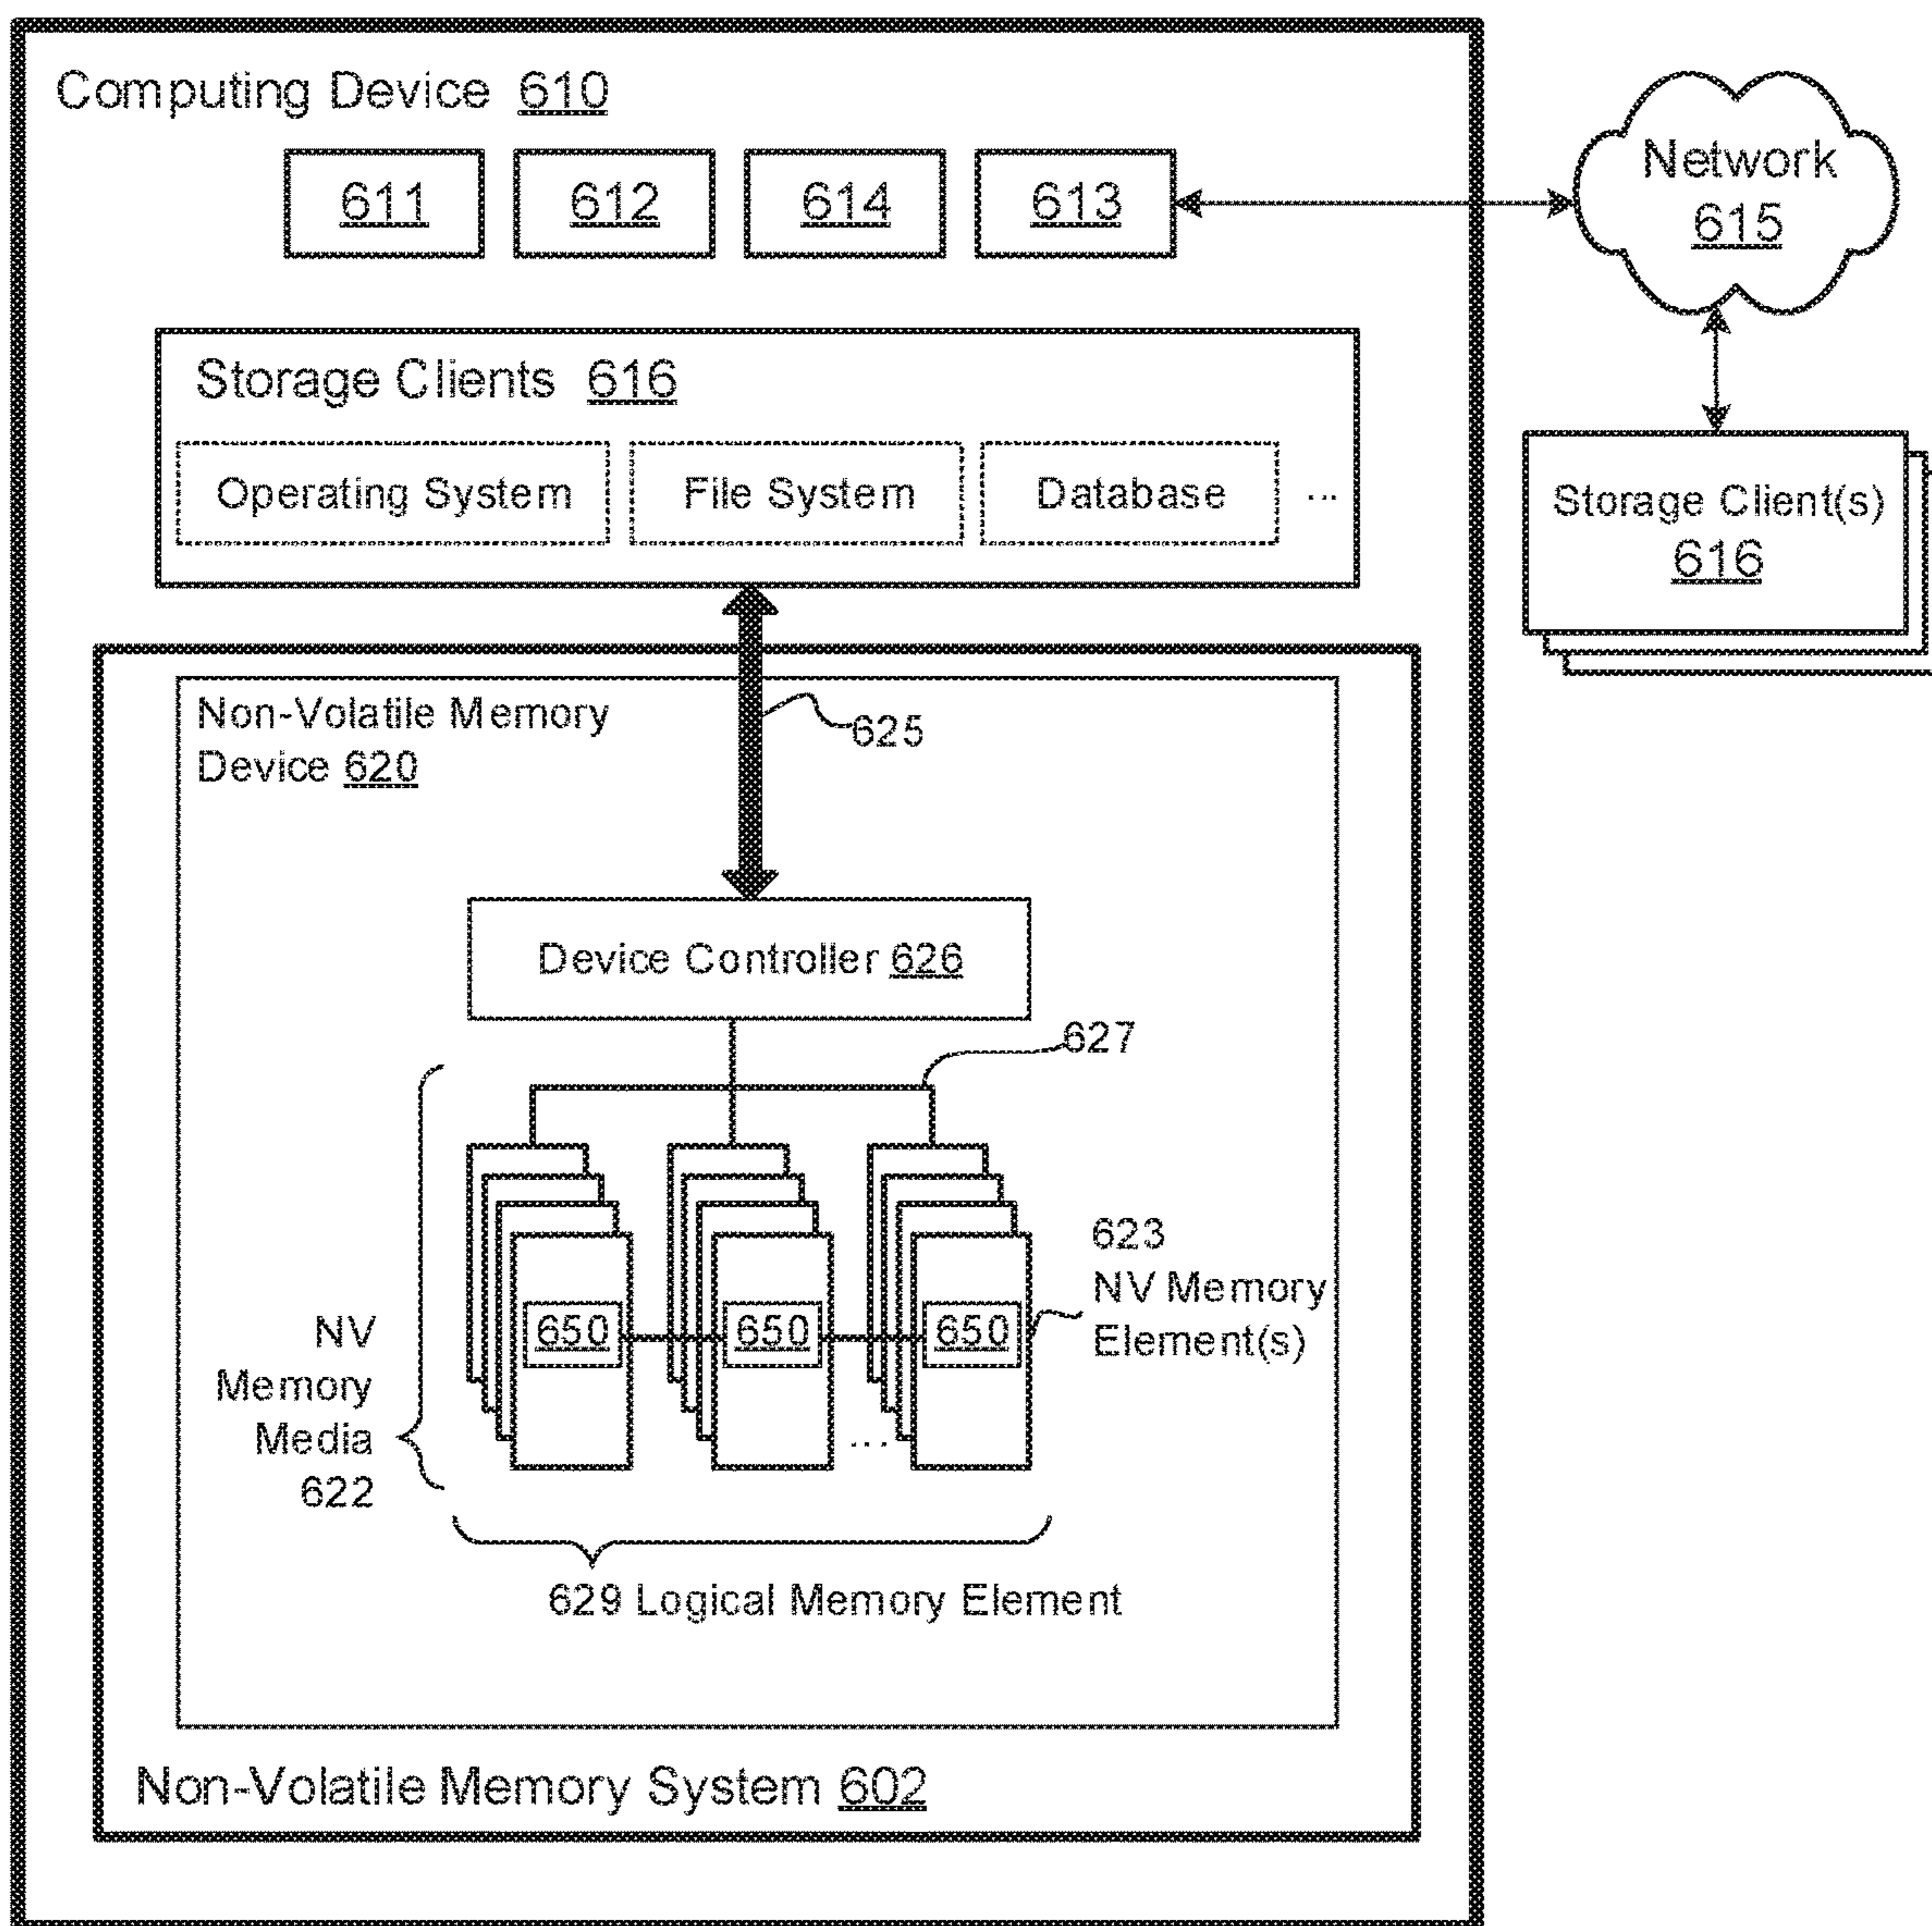 Computing Device 610
611
612
614
613
Network
615
Storage Clients 616
Operating System
File System
Database
...
Storage Client(s)
616
Non-Volatile Memory
Device 620
625
Device Controller 626
627
623
NV Memory
Element(s)
650
650
650
NV
Memory
Media
622
...
629 Logical Memory Element
Non-Volatile Memory System 602